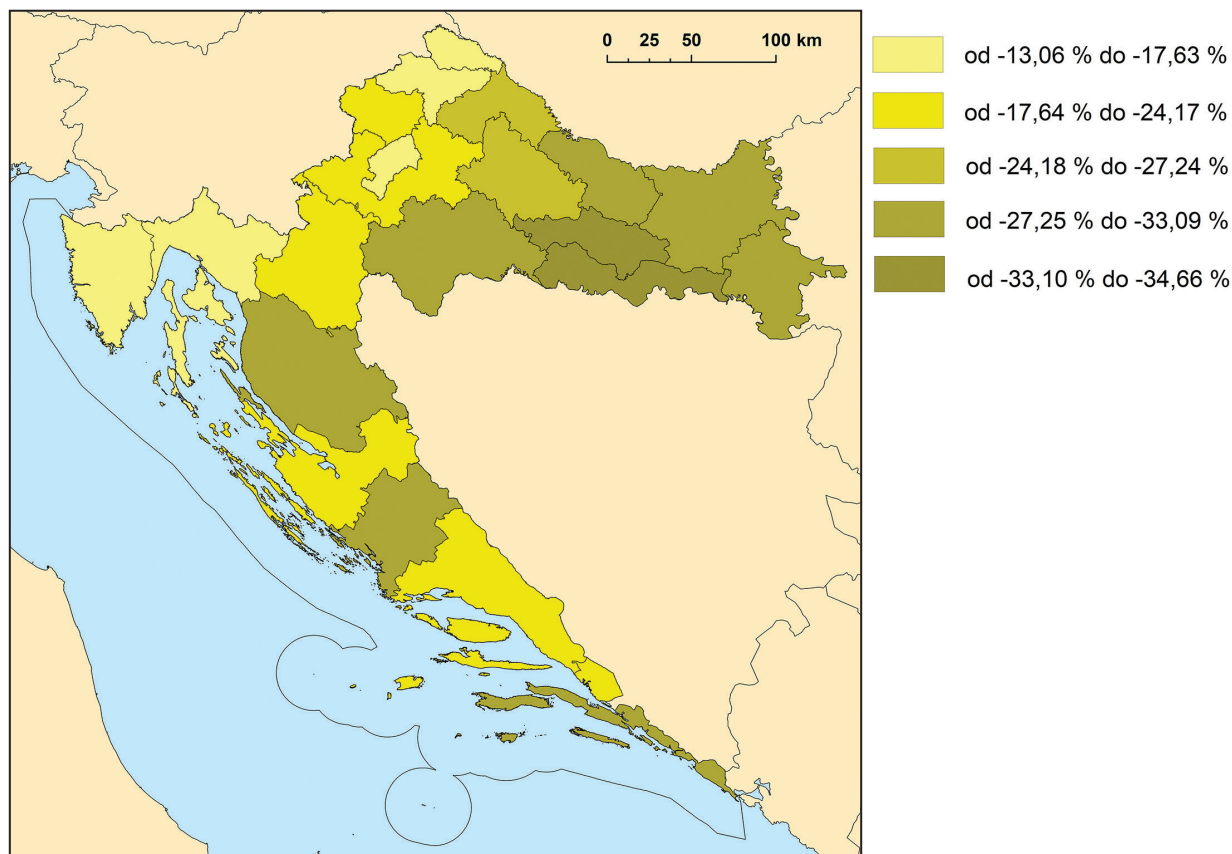 0 25 50 100 km
od -13,06 % do -17,63 %
od -17,64 % do -24,17 %
od -24,18 % do -27,24 %
od -27,25 % do -33,09 %
od -33,10 % do -34,66 %